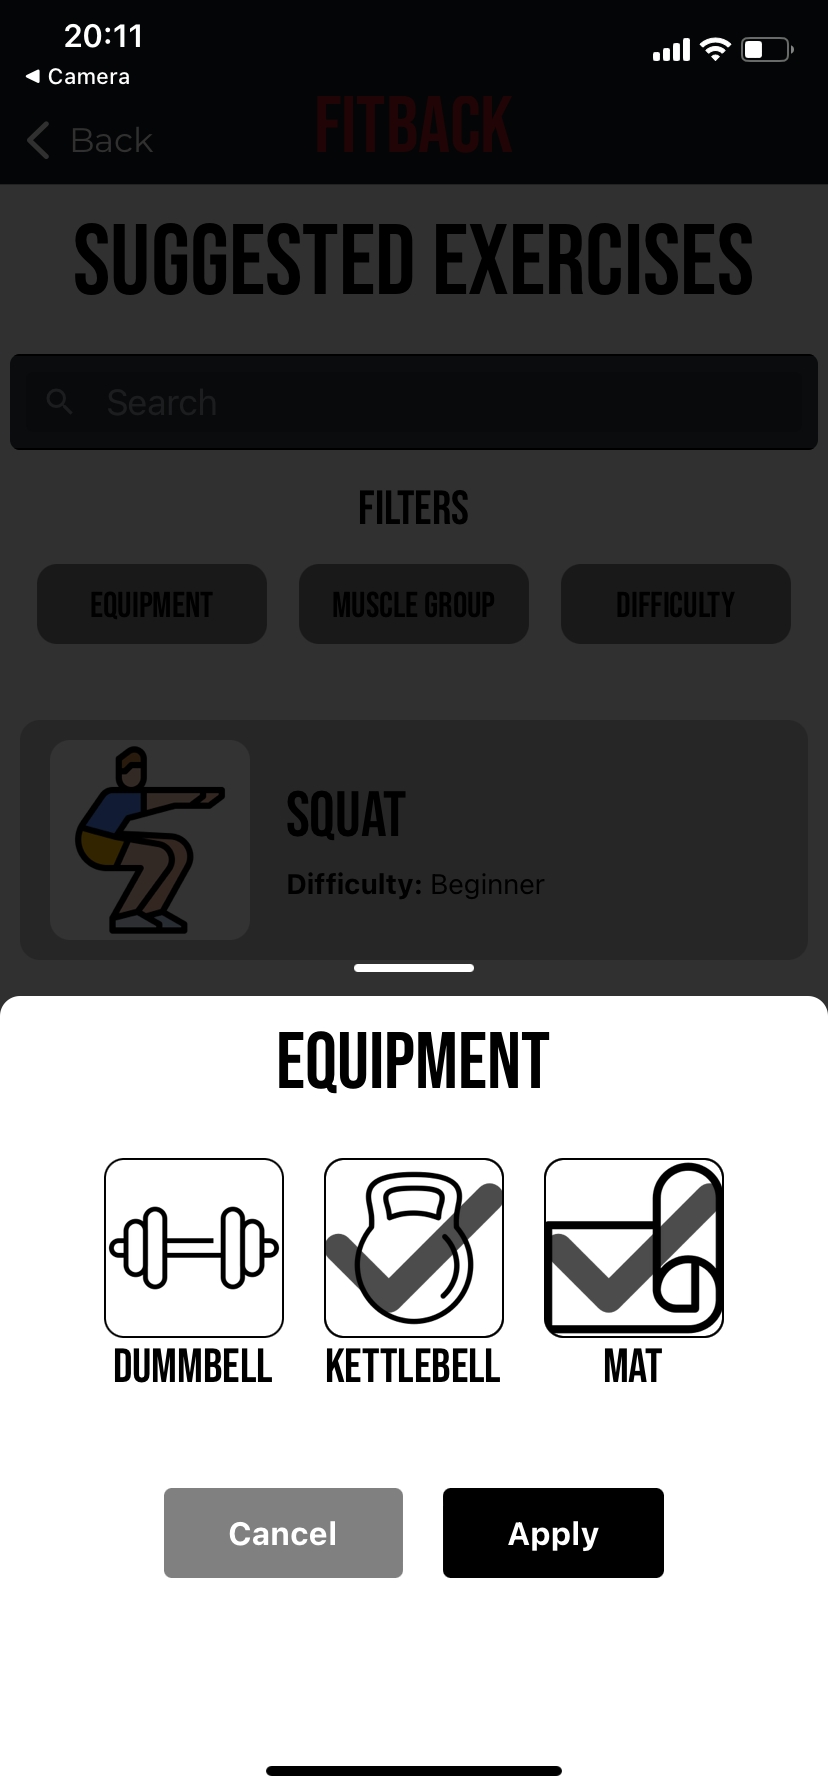 20:11
Camera
Back
FITBACK
SUGGESTED EXERCISES
Search
FILTERS
EQUIPMENT MUSCLE GROUP DIFFICULTY
SQUAT
Difficulty: Beginner
EQUIPMENT
DUMMBELL KETTLEBELL MAT
Cancel Apply